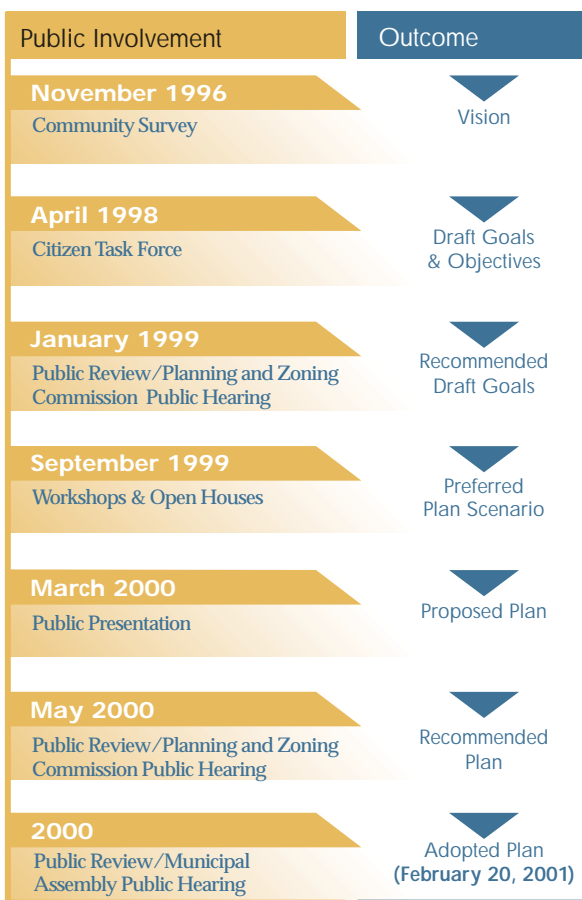 Public Involvement
Outcome
November 1996
Community Survey
Vision
April 1998
Citizen Task Force
Draft Goals
& Objectives
January 1999
Public Review/Planning and Zoning
Commission Public Hearing
Recommended
Draft Goals
September 1999
Workshops & Open Houses
Preferred
Plan Scenario
March 2000
Public Presentation
Proposed Plan
May 2000
Public Review/Planning and Zoning
Commission Public Hearing
Recommended
Plan
2000
Public Review/Municipal
Assembly Public Hearing
Adopted Plan
(February 20, 2001)